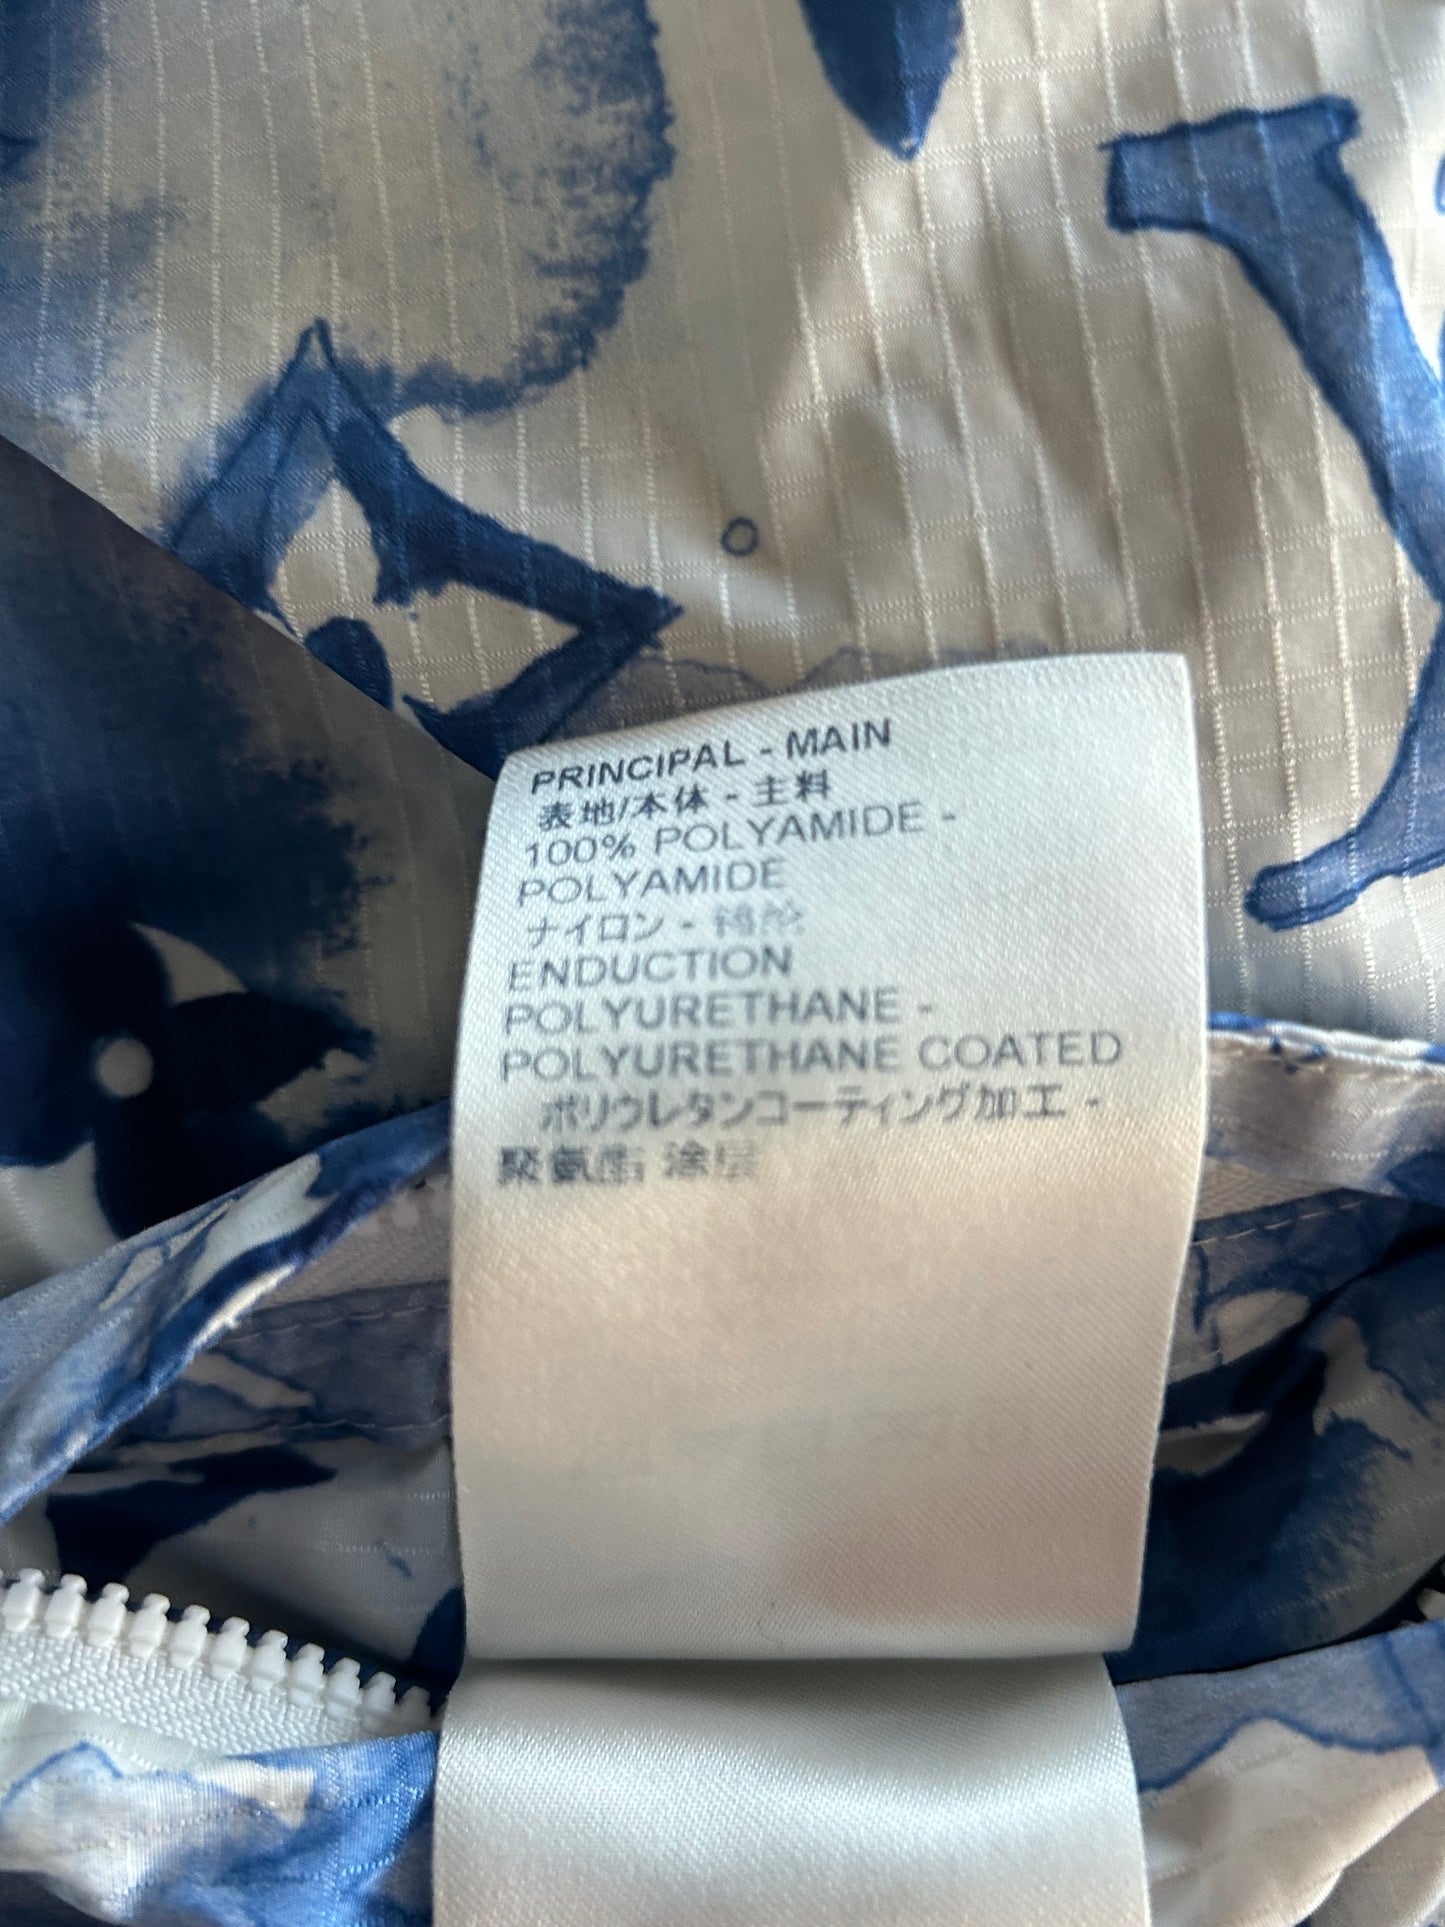 PRINCIPAL - MAIN
表地/本体 - 主料
100% POLYAMIDE -
POLYAMIDE
ナイロン - 锦纶
ENDUCTION
POLYURETHANE -
POLYURETHANE COATED
ポリウレタンコーティング加工 -
聚氨酯 涂层